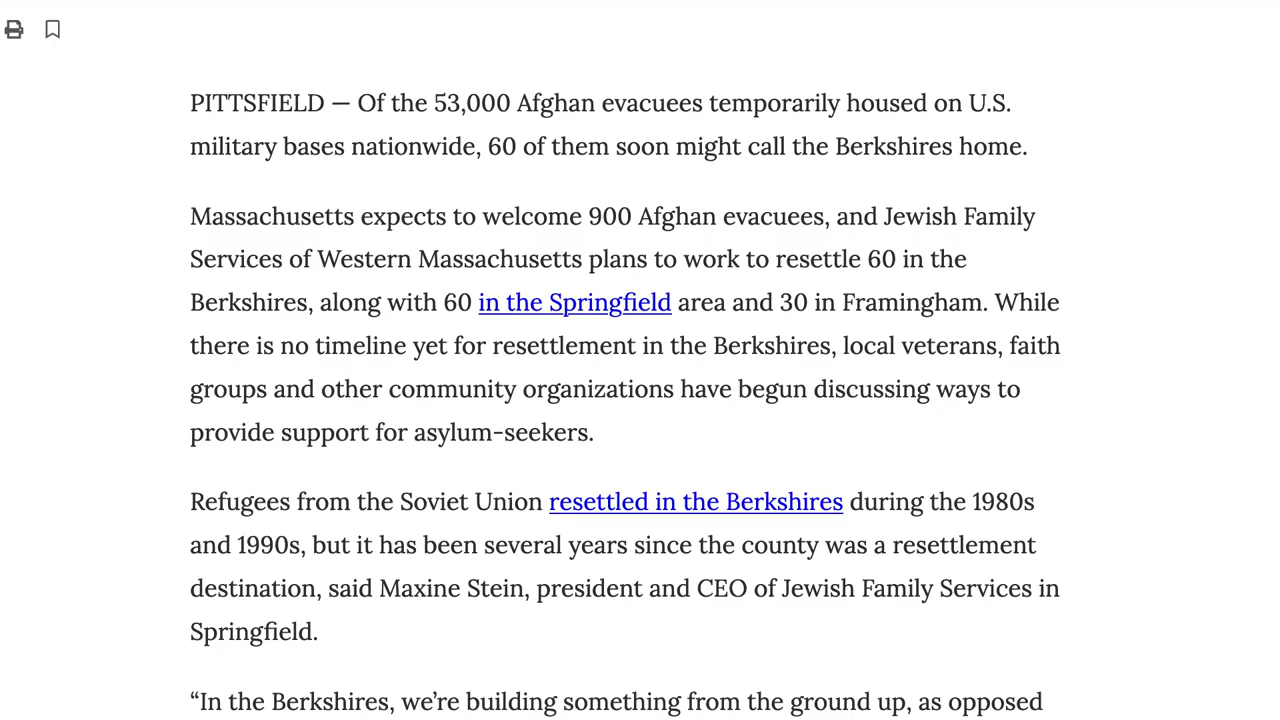 PITTSFIELD — Of the 53,000 Afghan evacuees temporarily housed on U.S.
military bases nationwide, 60 of them soon might call the Berkshires home.
Massachusetts expects to welcome 900 Afghan evacuees, and Jewish Family
Services of Western Massachusetts plans to work to resettle 60 in the
Berkshires, along with 60 in the Springfield area and 30 in Framingham. While
there is no timeline yet for resettlement in the Berkshires, local veterans, faith
groups and other community organizations have begun discussing ways to
provide support for asylum-seekers.
Refugees from the Soviet Union resettled in the Berkshires during the 1980s
and 1990s, but it has been several years since the county was a resettlement
destination, said Maxine Stein, president and CEO of Jewish Family Services in
Springfield.
“In the Berkshires, we’re building something from the ground up, as opposed